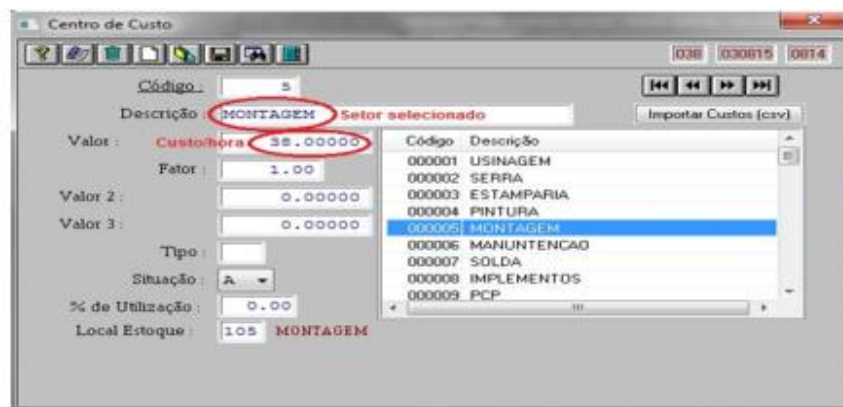 Centro de Custo
038 030815 0814
Código : 5
Descrição : MONTAGEM Setor selecionado
Importar Custos (csv)
Valor : Custo/hora 38.00000
Fator : 1.00
Valor 2 : 0.00000
Valor 3 : 0.00000
Tipo :
Situação : A
% de Utilização : 0.00
Local Estoque : 105 MONTAGEM
Código Descrição
000001 USINAGEM
000002 SERRA
000003 ESTAMPARIA
000004 PINTURA
000005 MONTAGEM
000006 MANUNTENCAO
000007 SOLDA
000008 IMPLEMENTOS
000009 PCP